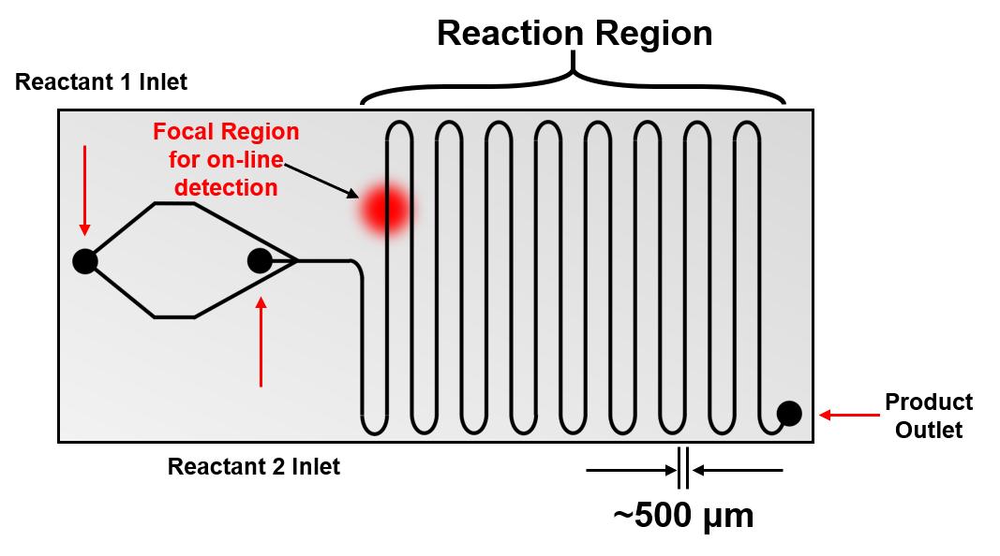 Reaction Region
Reactant 1 Inlet
Focal Region
for on-line
detection
Product
Outlet
Reactant 2 Inlet
~500 µm